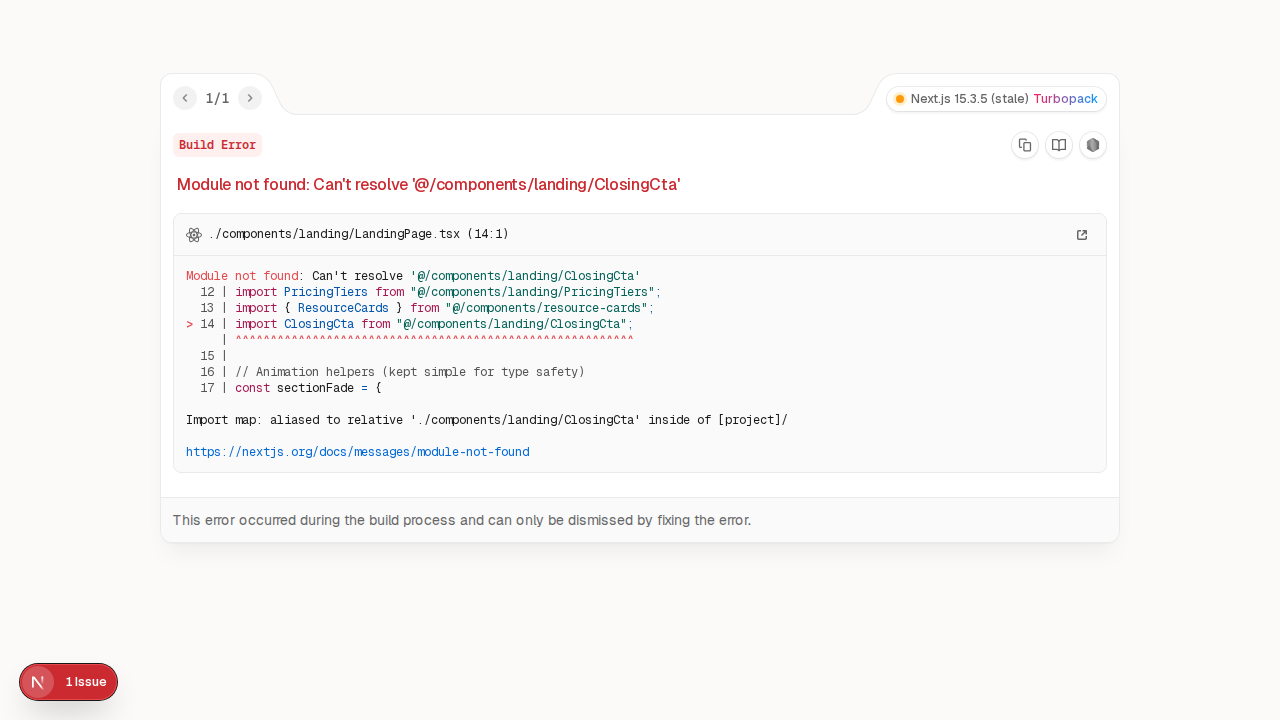 1/1
Next.js 15.3.5 (stale) Turbopack
Build Error
Module not found: Can't resolve '@/components/landing/ClosingCta'
./components/landing/LandingPage.tsx (14:1)
Module not found: Can't resolve '@/components/landing/ClosingCta'
  12 | import PricingTiers from "@/components/landing/PricingTiers";
  13 | import { ResourceCards } from "@/components/resource-cards";
> 14 | import ClosingCta from "@/components/landing/ClosingCta";
     | ^^^^^^^^^^^^^^^^^^^^^^^^^^^^^^^^^^^^^^^^^^^^^^^^^^^^^^^^^
  15 |
  16 | // Animation helpers (kept simple for type safety)
  17 | const sectionFade = {
Import map: aliased to relative './components/landing/ClosingCta' inside of [project]/
https://nextjs.org/docs/messages/module-not-found
This error occurred during the build process and can only be dismissed by fixing the error.
N 1 Issue